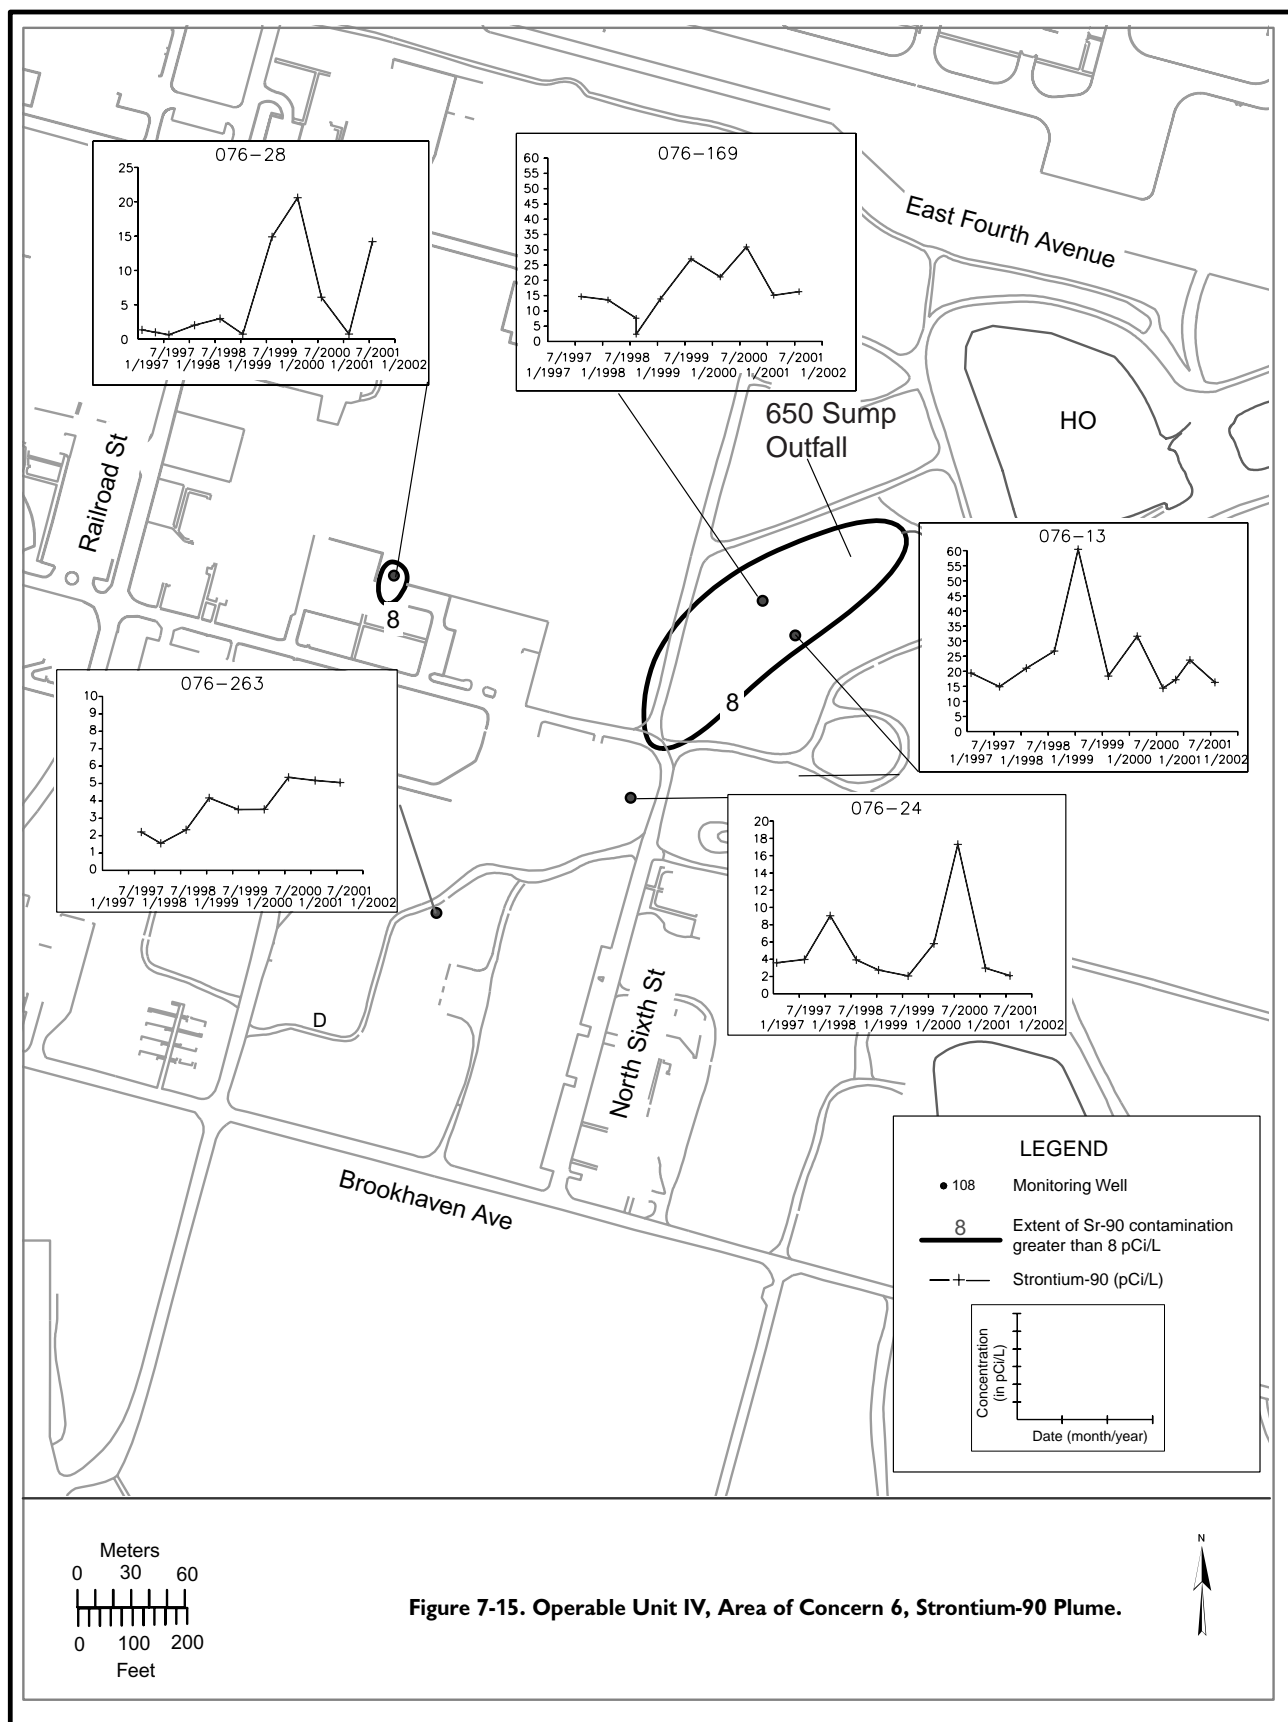 076-28
25
20
15
10
5
0
7/1997 7/1998 7/1999 7/2000 7/2001
1/1997 1/1998 1/1999 1/2000 1/2001 1/2002
076-169
60
55
50
45
40
35
30
25
20
15
10
5
0
7/1997 7/1998 7/1999 7/2000 7/2001
1/1997 1/1998 1/1999 1/2000 1/2001 1/2002
East Fourth Avenue
650 Sump
Outfall
HO
Railroad St
8
8
076-13
60
55
50
45
40
35
30
25
20
15
10
5
0
7/1997 7/1998 7/1999 7/2000 7/2001
1/1997 1/1998 1/1999 1/2000 1/2001 1/2002
076-263
10
9
8
7
6
5
4
3
2
1
0
7/1997 7/1998 7/1999 7/2000 7/2001
1/1997 1/1998 1/1999 1/2000 1/2001 1/2002
076-24
20
18
16
14
12
10
8
6
4
2
0
7/1997 7/1998 7/1999 7/2000 7/2001
1/1997 1/1998 1/1999 1/2000 1/2001 1/2002
D
North Sixth St
Brookhaven Ave
LEGEND
108 Monitoring Well
8 Extent of Sr-90 contamination
greater than 8 pCi/L
Strontium-90 (pCi/L)
Concentration
(in pCi/L)
Date (month/year)
Meters
0 30 60
0 100 200
Feet
Figure 7-15. Operable Unit IV, Area of Concern 6, Strontium-90 Plume.
N